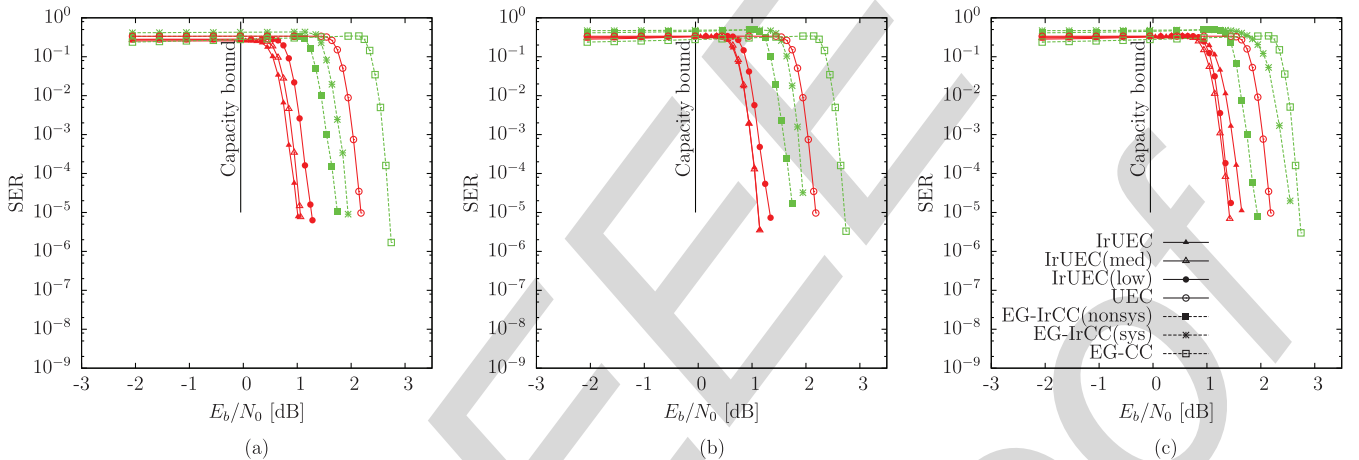 10^0
10^-1
10^-2
10^-3
10^-4
10^-5
10^-6
10^-7
10^-8
10^-9
SER
Capacity bound
-3 -2 -1 0 1 2 3
E_b/N_0 [dB]
(a)
10^0
10^-1
10^-2
10^-3
10^-4
10^-5
10^-6
10^-7
10^-8
10^-9
SER
Capacity bound
-3 -2 -1 0 1 2 3
E_b/N_0 [dB]
(b)
10^0
10^-1
10^-2
10^-3
10^-4
10^-5
10^-6
10^-7
10^-8
10^-9
SER
Capacity bound
IrUEC
IrUEC(med)
IrUEC(low)
UEC
EG-IrCC(nonsys)
EG-IrCC(sys)
EG-CC
-3 -2 -1 0 1 2 3
E_b/N_0 [dB]
(c)